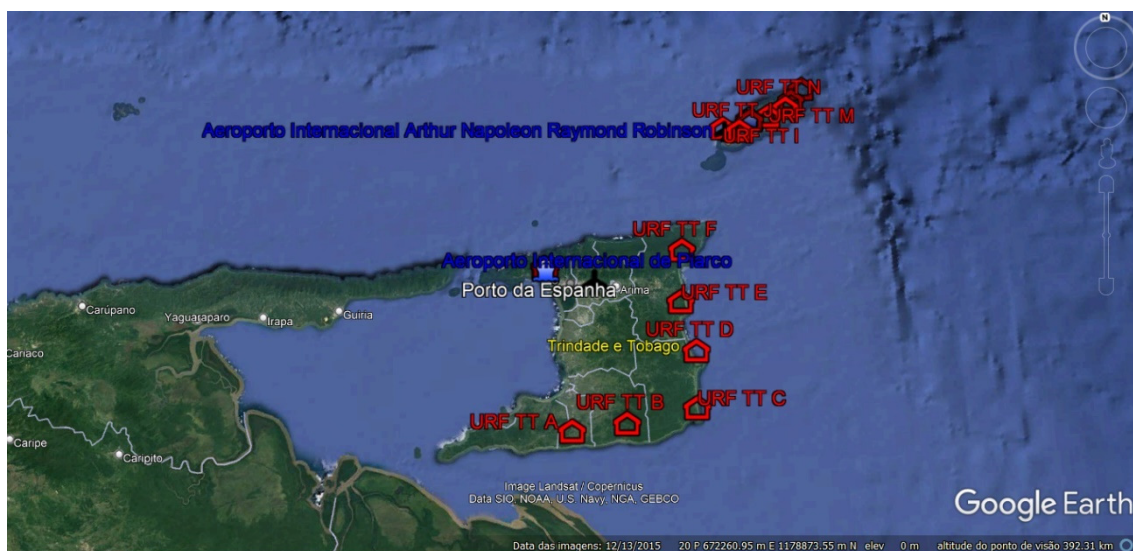 N
URF TT N
URF TT J
URF TT M
Aeroporto Internacional Arthur Napoleon Raymond Robinson
URF TT I
URF TT F
Aeroporto Internacional de Piarco
Porto da Espanha
Arima
URF TT E
Carúpano
Yaguaraparo
Irapa
Guiria
URF TT D
Trindade e Tobago
Cariaco
URF TT C
URF TT B
URF TT A
Caripe
Caripito
Image Landsat / Copernicus
Data SIO, NOAA, U.S. Navy, NGA, GEBCO
Google Earth
Data das imagens: 12/13/2015 20 P 672260.95 m E 1178873.55 m N elev 0 m altitude do ponto de visão 392.31 km